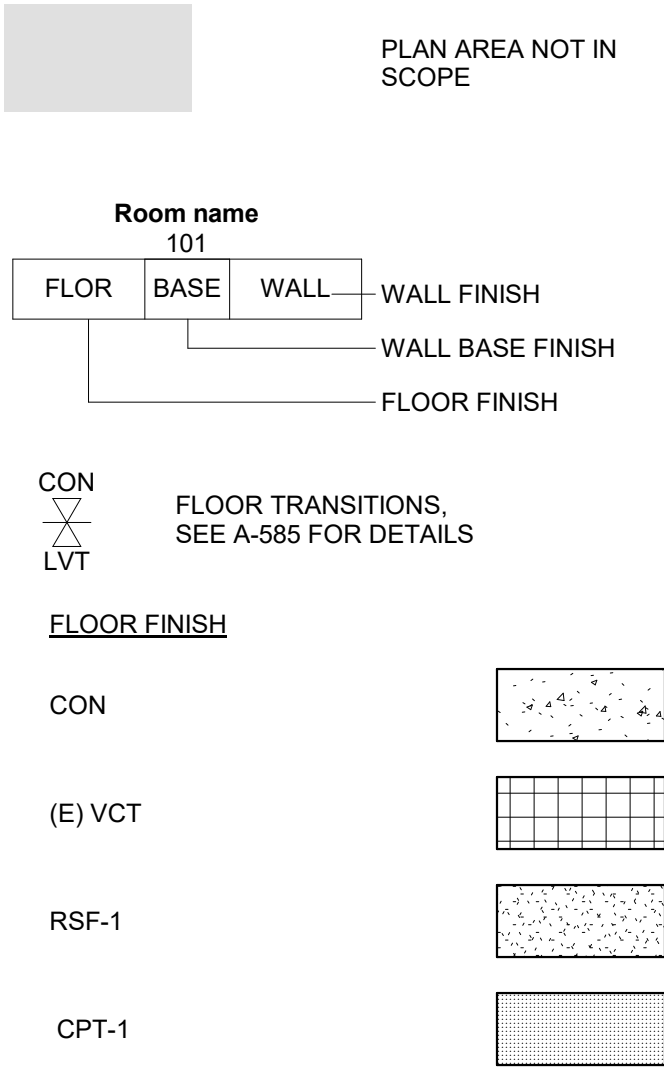 PLAN AREA NOT IN
SCOPE
Room name
101
FLOR BASE WALL
WALL FINISH
WALL BASE FINISH
FLOOR FINISH
CON
LVT
FLOOR TRANSITIONS,
SEE A-585 FOR DETAILS
FLOOR FINISH
CON
(E) VCT
RSF-1
CPT-1